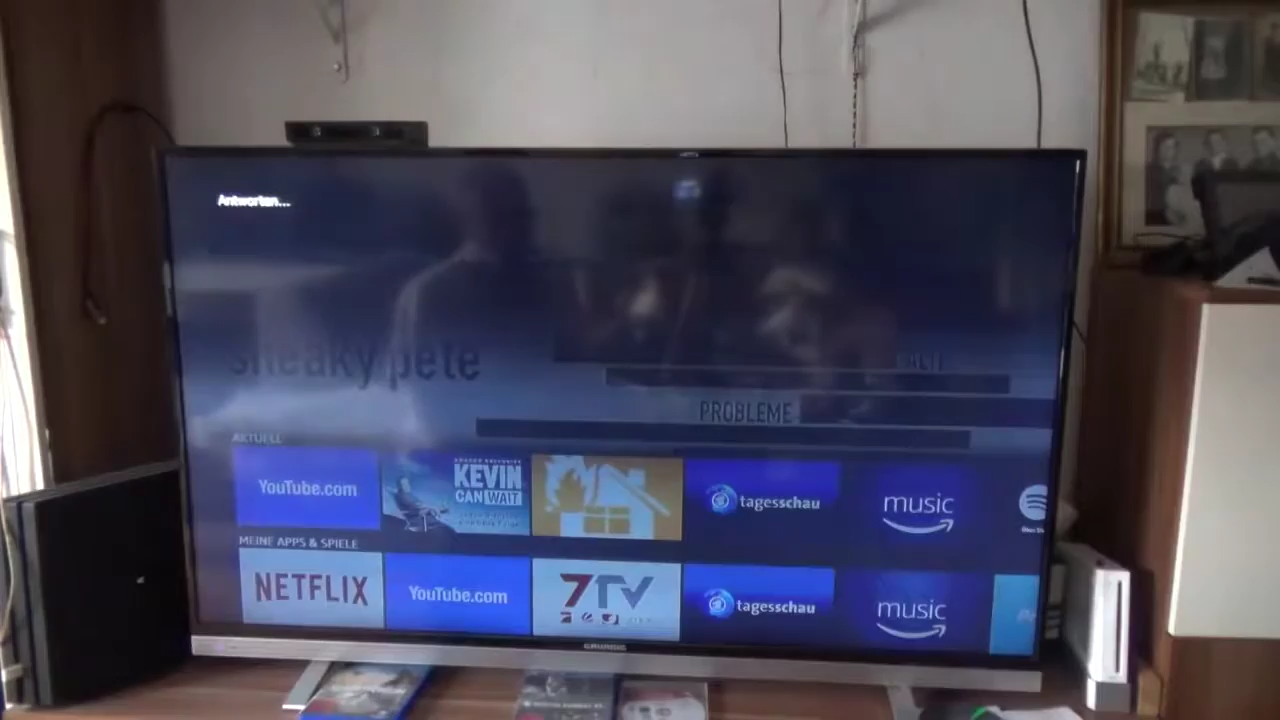 Antworten...
sneaky pete
PROBLEME
AKTUELL
YouTube.com
KEVIN
CAN WAIT
tagesschau
music
MEINE APPS & SPIELE
NETFLIX
YouTube.com
7TV
tagesschau
music
GRUNDIG